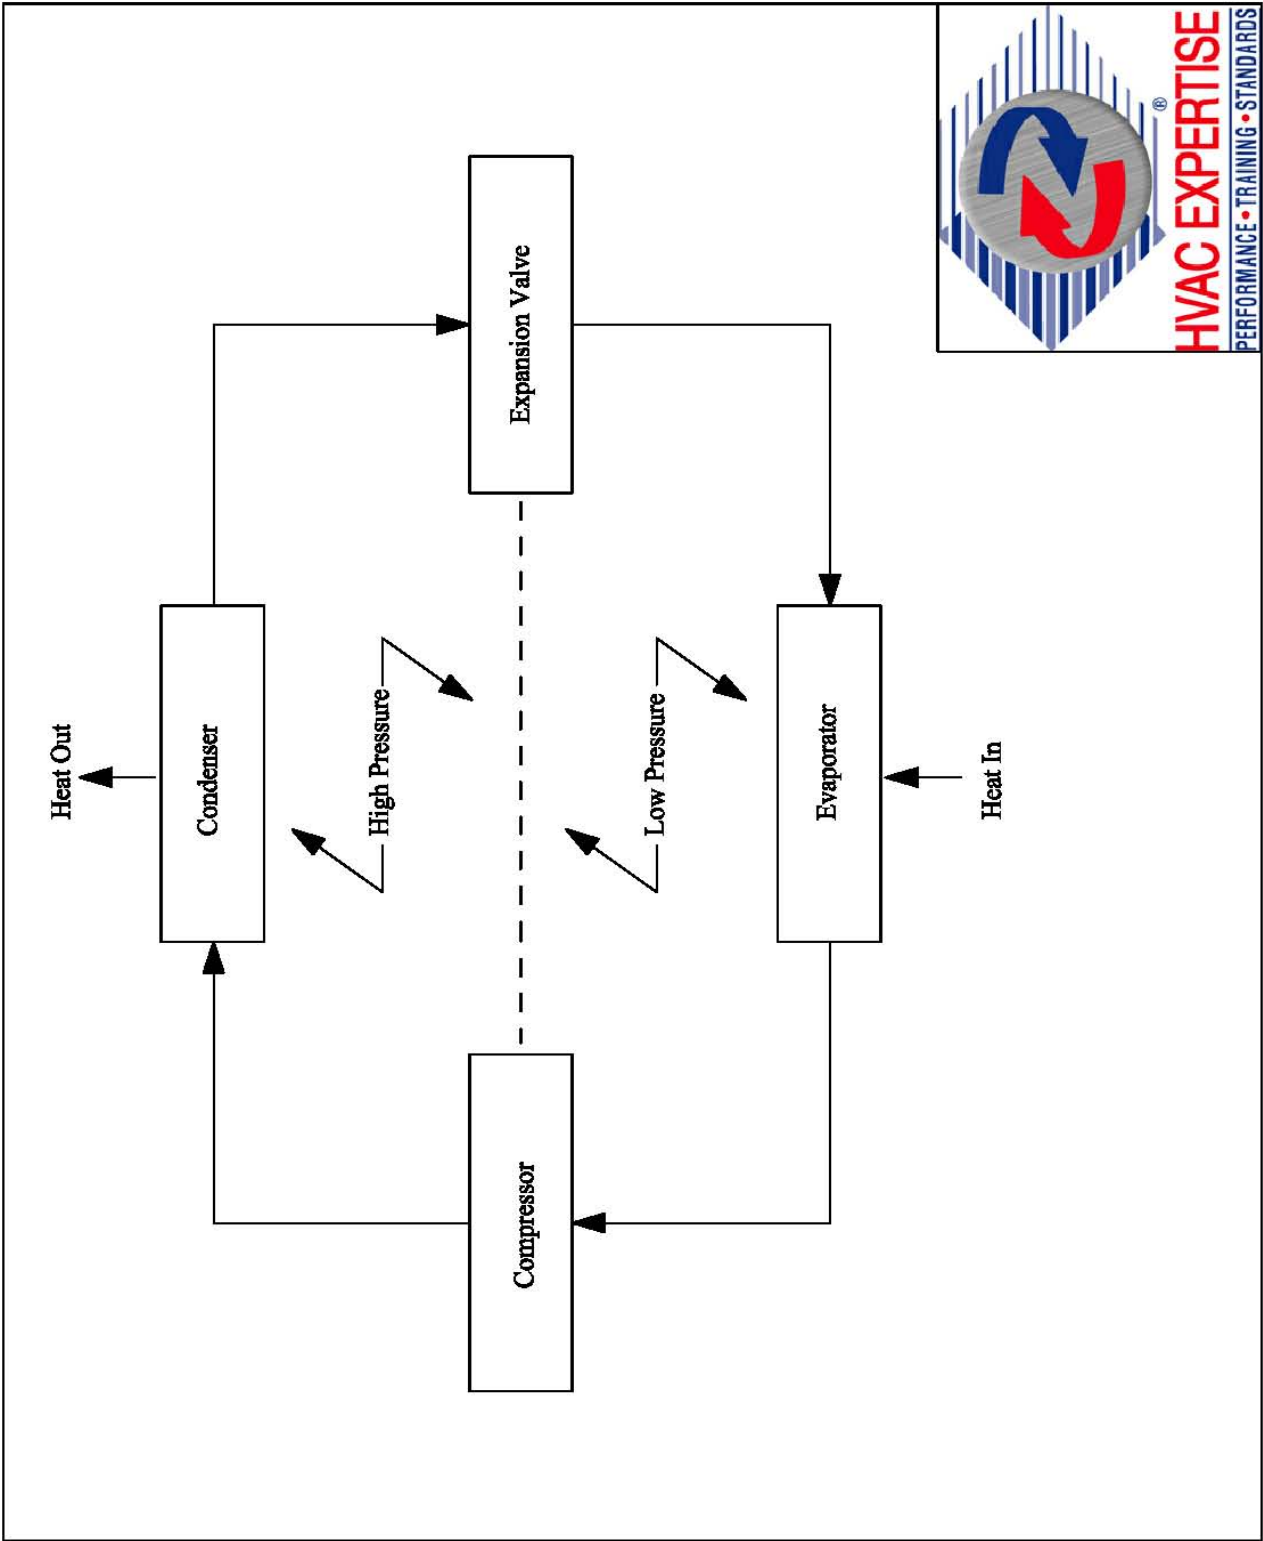 Heat Out
Condenser
High Pressure
Compressor
Expansion Valve
Low Pressure
Evaporator
Heat In
®
HVAC EXPERTISE
PERFORMANCE•TRAINING•STANDARDS